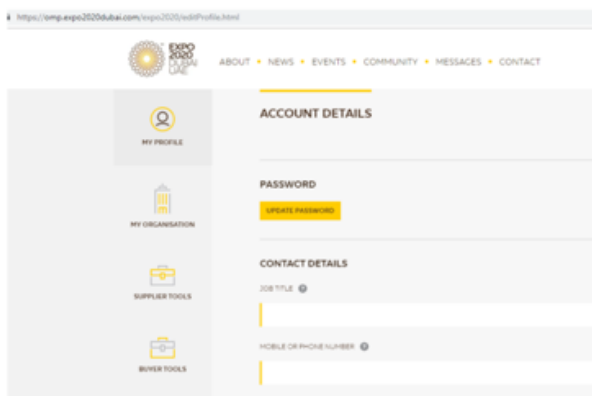 https://omp.expo2020dubai.com/expo2020/editProfile.html
EXPO
2020
DUBAI
UAE
ABOUT • NEWS • EVENTS • COMMUNITY • MESSAGES • CONTACT
MY PROFILE
ACCOUNT DETAILS
MY ORGANISATION
PASSWORD
UPDATE PASSWORD
SUPPLIER TOOLS
CONTACT DETAILS
JOB TITLE ?
MOBILE OR PHONE NUMBER ?
BUYER TOOLS